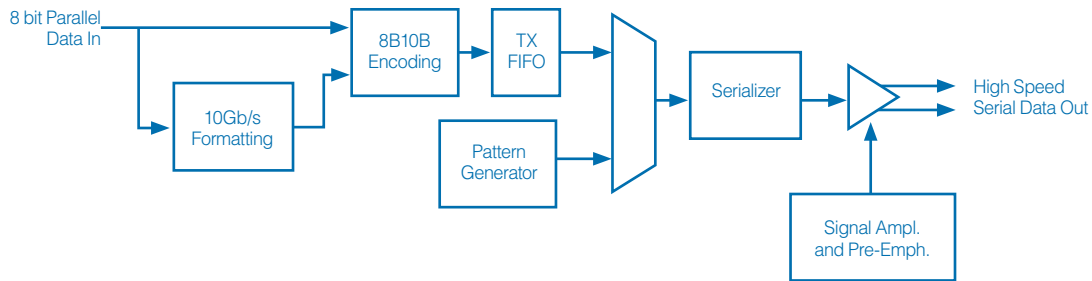 8 bit Parallel
Data In
8B10B
Encoding
TX
FIFO
10Gb/s
Formatting
Pattern
Generator
Serializer
High Speed
Serial Data Out
Signal Ampl.
and Pre-Emph.